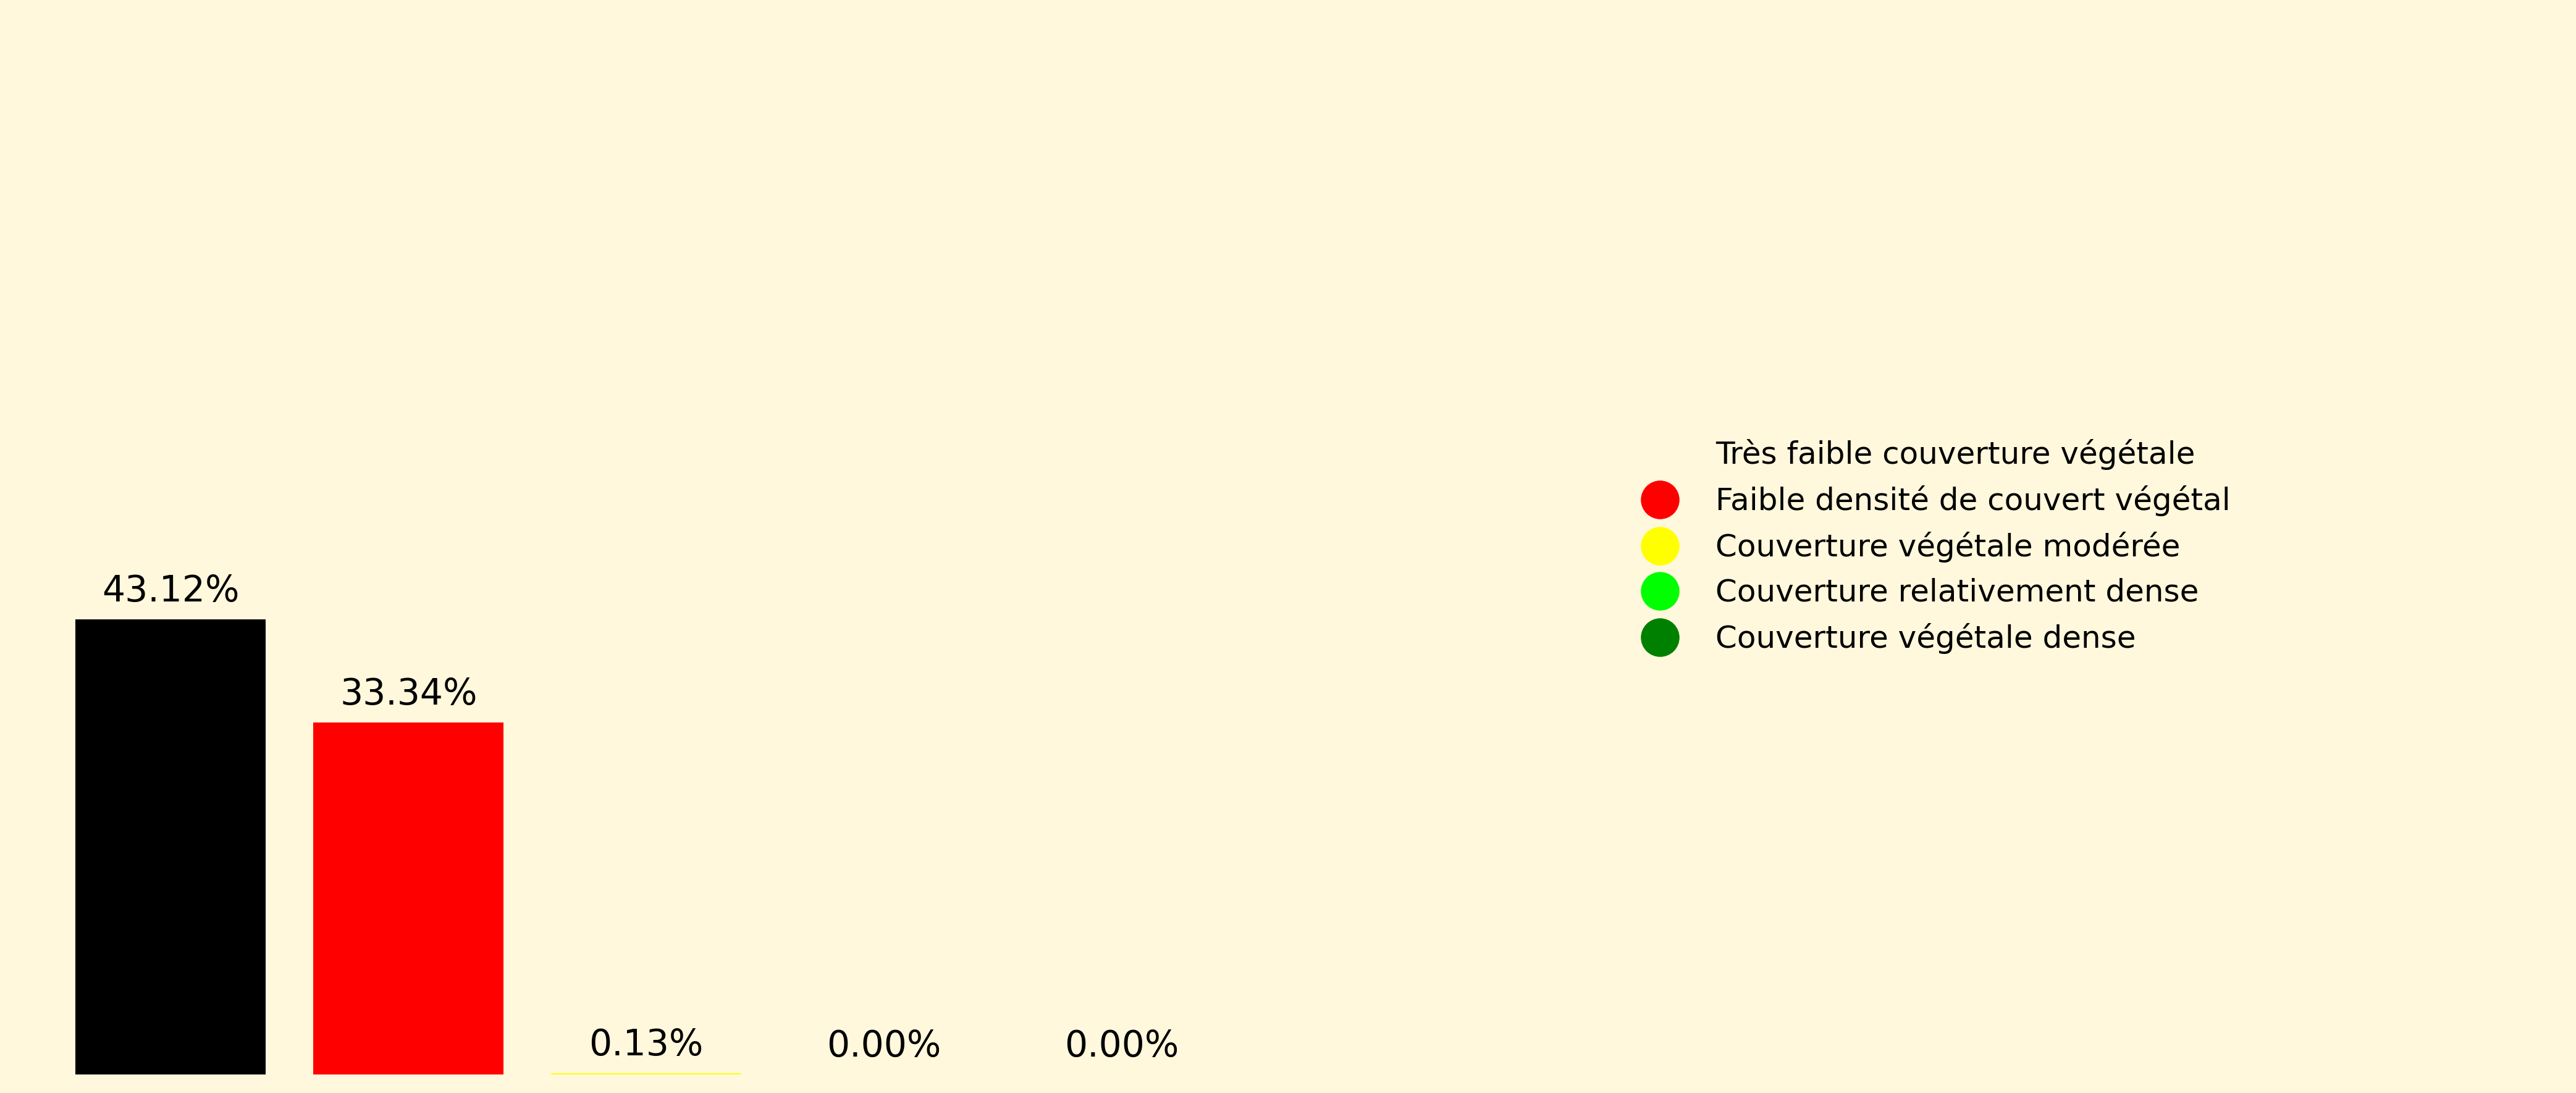 43.12%
33.34%
0.13%
0.00%
0.00%
Très faible couverture végétale
Faible densité de couvert végétal
Couverture végétale modérée
Couverture relativement dense
Couverture végétale dense